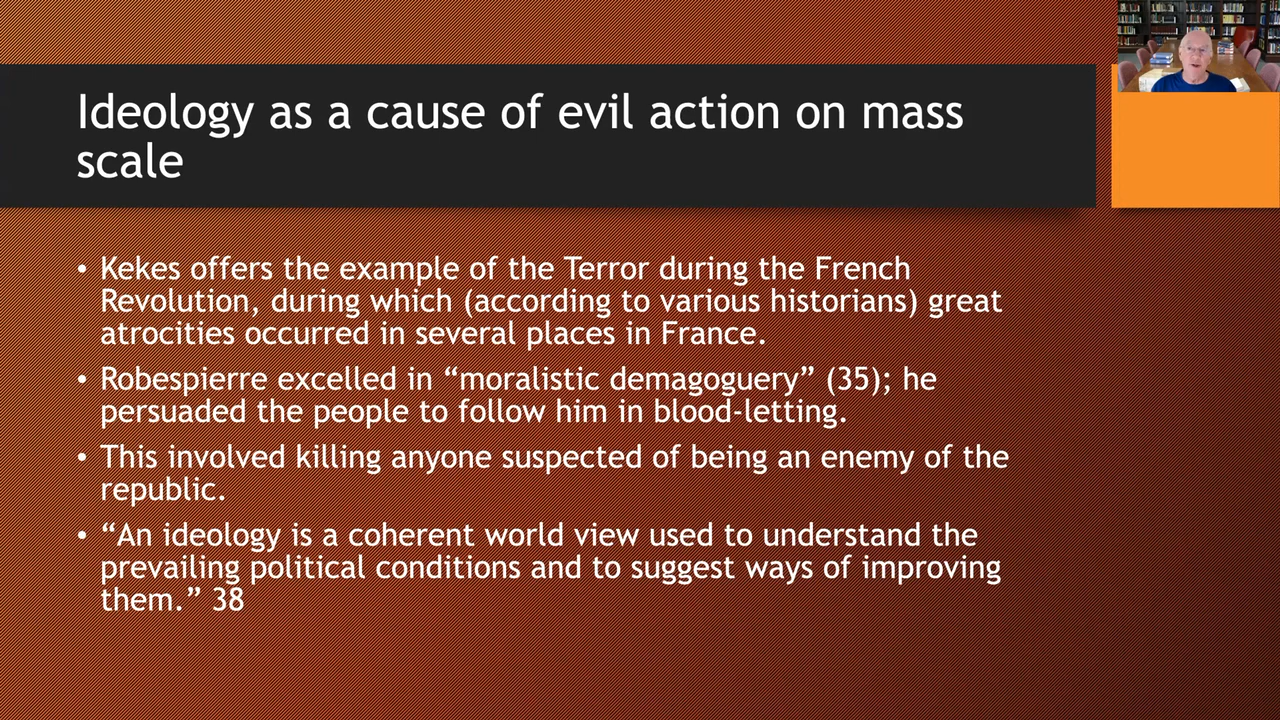 Ideology as a cause of evil action on mass
scale
• Kekes offers the example of the Terror during the French
Revolution, during which (according to various historians) great
atrocities occurred in several places in France.
• Robespierre excelled in “moralistic demagoguery” (35); he
persuaded the people to follow him in blood-letting.
• This involved killing anyone suspected of being an enemy of the
republic.
• “An ideology is a coherent world view used to understand the
prevailing political conditions and to suggest ways of improving
them.” 38